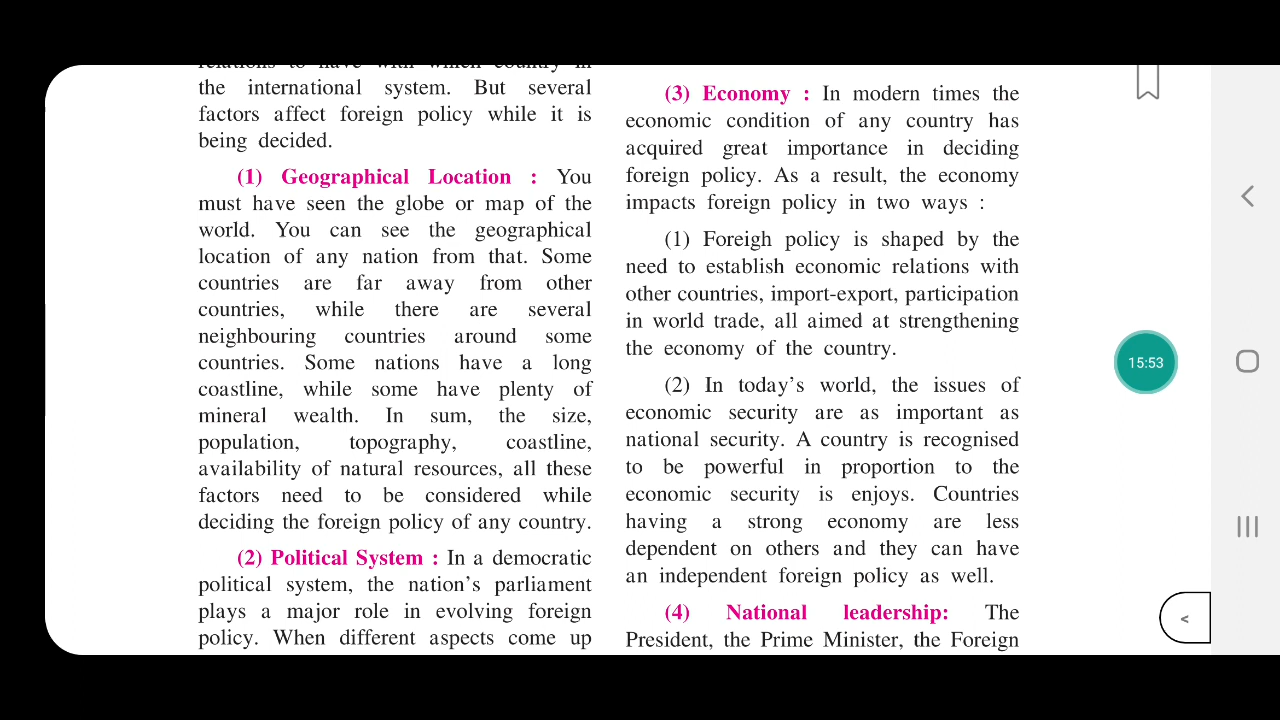 relations to have with which country in
the international system. But several
factors affect foreign policy while it is
being decided.
(1) Geographical Location : You
must have seen the globe or map of the
world. You can see the geographical
location of any nation from that. Some
countries are far away from other
countries, while there are several
neighbouring countries around some
countries. Some nations have a long
coastline, while some have plenty of
mineral wealth. In sum, the size,
population, topography, coastline,
availability of natural resources, all these
factors need to be considered while
deciding the foreign policy of any country.
(2) Political System : In a democratic
political system, the nation's parliament
plays a major role in evolving foreign
policy. When different aspects come up
(3) Economy : In modern times the
economic condition of any country has
acquired great importance in deciding
foreign policy. As a result, the economy
impacts foreign policy in two ways :
(1) Foreigh policy is shaped by the
need to establish economic relations with
other countries, import-export, participation
in world trade, all aimed at strengthening
the economy of the country.
(2) In today's world, the issues of
economic security are as important as
national security. A country is recognised
to be powerful in proportion to the
economic security is enjoys. Countries
having a strong economy are less
dependent on others and they can have
an independent foreign policy as well.
(4) National leadership: The
President, the Prime Minister, the Foreign
15:53